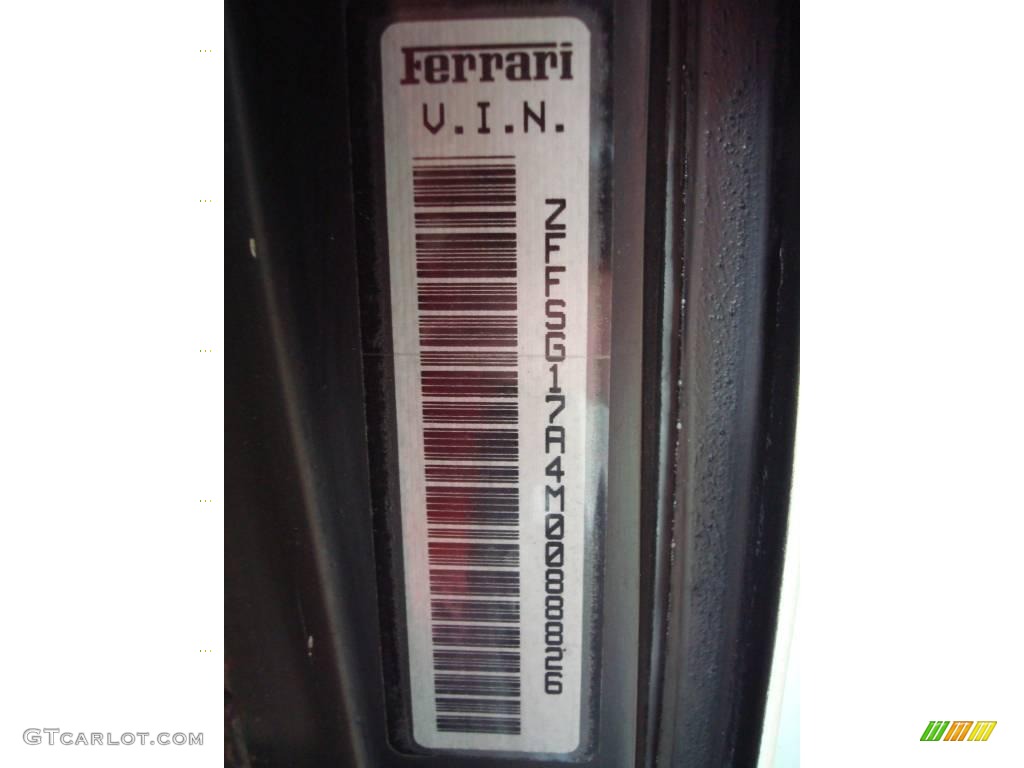 Ferrari
V.I.N.
ZFFSG17A4M0088826
GTCARLOT.COM